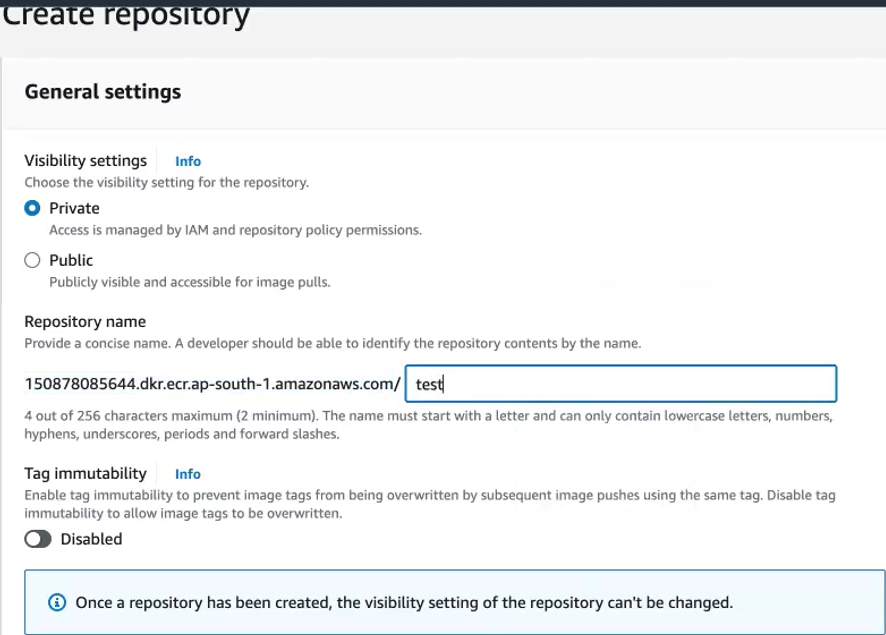 Create repository
General settings
Visibility settings Info
Choose the visibility setting for the repository.
Private
Access is managed by IAM and repository policy permissions.
Public
Publicly visible and accessible for image pulls.
Repository name
Provide a concise name. A developer should be able to identify the repository contents by the name.
150878085644.dkr.ecr.ap-south-1.amazonaws.com/ test
4 out of 256 characters maximum (2 minimum). The name must start with a letter and can only contain lowercase letters, numbers,
hyphens, underscores, periods and forward slashes.
Tag immutability Info
Enable tag immutability to prevent image tags from being overwritten by subsequent image pushes using the same tag. Disable tag
immutability to allow image tags to be overwritten.
Disabled
Once a repository has been created, the visibility setting of the repository can't be changed.